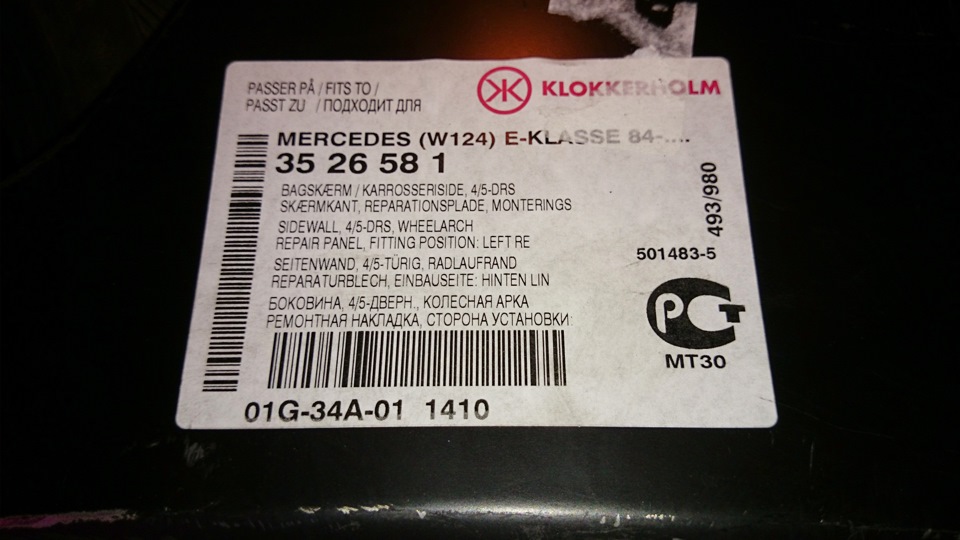 PASSER PÅ / FITS TO /
PASST ZU / ПОДХОДИТ ДЛЯ
KLOKKERHOLM
MERCEDES (W124) E-KLASSE 84-....
35 26 58 1
BAGSKÆRM / KARROSSERISIDE, 4/5-DRS
SKÆRMKANT, REPARATIONSPLADE, MONTERINGS
SIDEWALL, 4/5-DRS, WHEELARCH
REPAIR PANEL, FITTING POSITION: LEFT RE
SEITENWAND, 4/5-TÜRIG, RADLAUFRAND
REPARATURBLECH, EINBAUSEITE: HINTEN LIN
БОКОВИНА, 4/5-ДВЕРН., КОЛЕСНАЯ АРКА
РЕМОНТНАЯ НАКЛАДКА, СТОРОНА УСТАНОВКИ:
493/980
501483-5
РСТ
MT30
01G-34A-01 1410